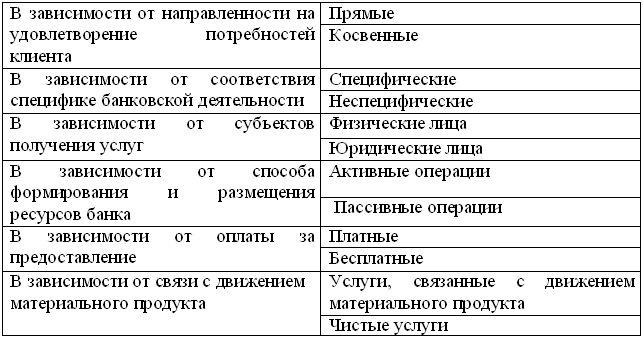 В зависимости от направленности на
удовлетворение потребностей
клиента
Прямые
Косвенные
В зависимости от соответствия
специфике банковской деятельности
Специфические
Неспецифические
В зависимости от субъектов
получения услуг
Физические лица
Юридические лица
В зависимости от способа
формирования и размещения
ресурсов банка
Активные операции
Пассивные операции
В зависимости от оплаты за
предоставление
Платные
Бесплатные
В зависимости от связи с движением
материального продукта
Услуги, связанные с движением
материального продукта
Чистые услуги